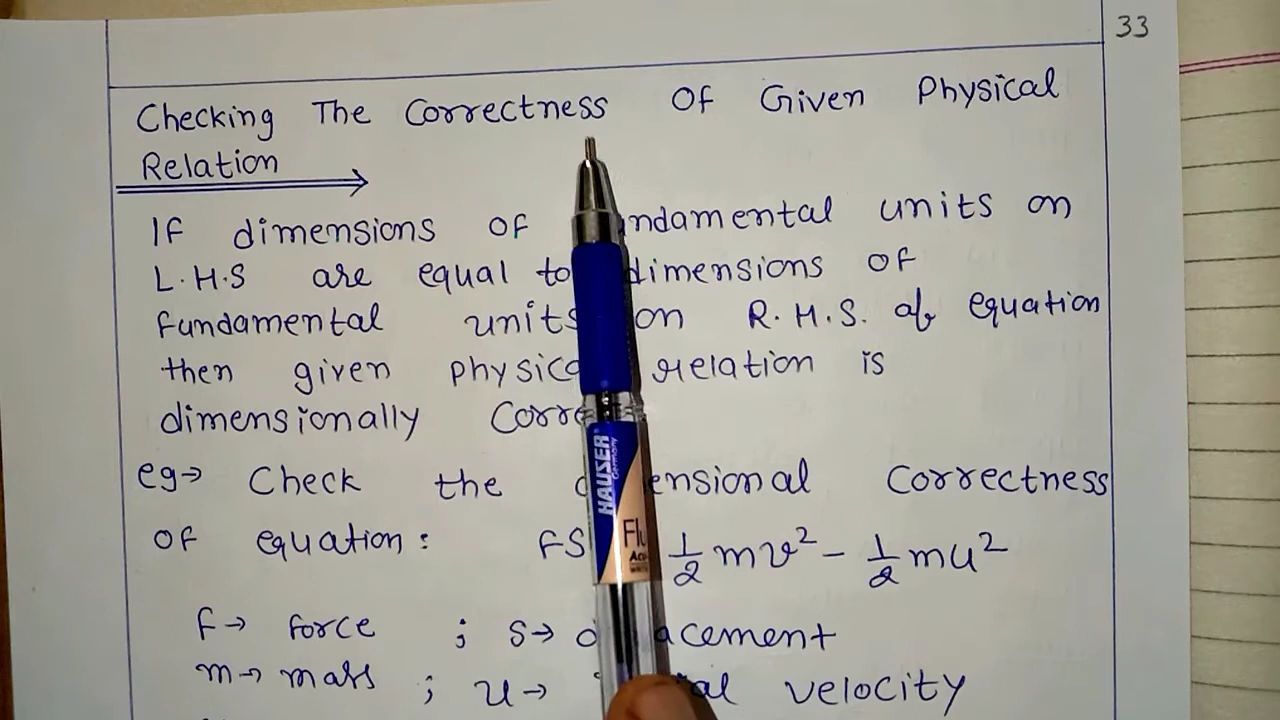 33
Checking The Correctness Of Given Physical
Relation
If dimensions of ndamental units on
L.H.S are equal to dimensions of
fundamental units on R.H.S. of equation
then given physica relation is
dimensionally Corre
eg→ Check the d ensional Correctness
of equation: FS 1/2 mv² - 1/2 mu²
F→ force ; S→ d acement
m→ mass ; u→ al velocity
HAUSER
Germany